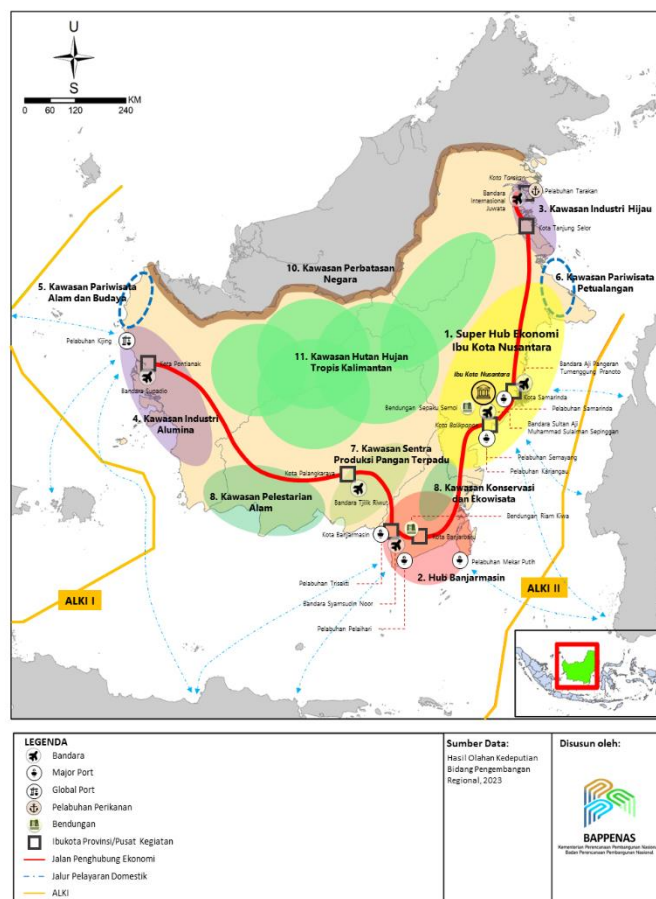 U
S
KM
0 60 120 240
Kota Tarakan
Pelabuhan Tarakan
Bandara
Internasional
Juwata
3. Kawasan Industri Hijau
Kota Tanjung Selor
10. Kawasan Perbatasan
Negara
5. Kawasan Pariwisata
Alam dan Budaya
6. Kawasan Pariwisata
Petualangan
1. Super Hub Ekonomi
Ibu Kota Nusantara
Pelabuhan Kijing
11. Kawasan Hutan Hujan
Tropis Kalimantan
Kota Pontianak
Bandara Supadio
Bandara Aji Pangeran
Tumenggung Pranoto
Ibu Kota Nusantara
Kota Samarinda
Bendungan Sepaku Semoi
Pelabuhan Samarinda
4. Kawasan Industri
Alumina
Kota Balikpapan
Bandara Sultan Aji
Muhammad Sulaiman Sepinggan
7. Kawasan Sentra
Produksi Pangan Terpadu
Pelabuhan Semayang
Pelabuhan Kariangau
Kota Palangkaraya
8. Kawasan Pelestarian
Alam
Bandara Tjilik Riwut
8. Kawasan Konservasi
dan Ekowisata
Bendungan Riam Kiwa
Kota Banjarmasin
Kota Banjarbaru
Pelabuhan Mekar Putih
Pelabuhan Trisakti
2. Hub Banjarmasin
ALKI I
ALKI II
Bandara Syamsudin Noor
Pelabuhan Pelaihari
LEGENDA
Bandara
Major Port
Global Port
Pelabuhan Perikanan
Bendungan
Ibukota Provinsi/Pusat Kegiatan
Jalan Penghubung Ekonomi
Jalur Pelayaran Domestik
ALKI
Sumber Data:
Hasil Olahan Kedeputian
Bidang Pengembangan
Regional, 2023
Disusun oleh:
BAPPENAS
Kementerian Perencanaan Pembangunan Nasional/
Badan Perencanaan Pembangunan Nasional